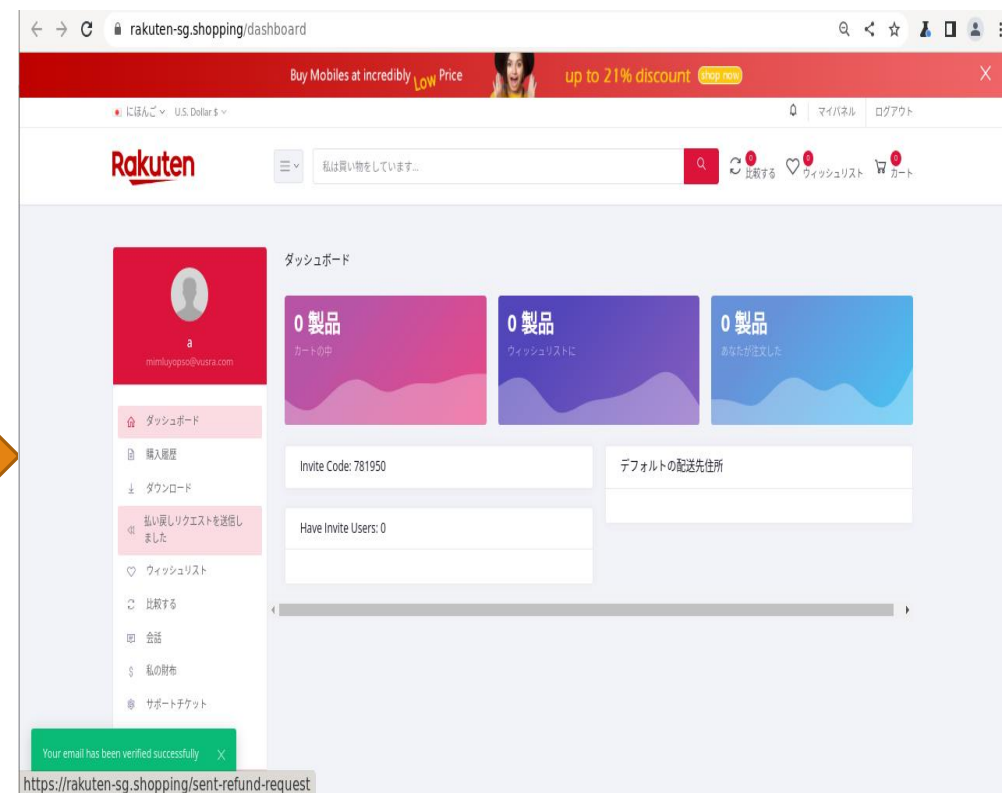 rakuten-sg.shopping/dashboard
Buy Mobiles at incredibly Low Price up to 21% discount shop now X
にほんご U.S. Dollar $ マイパネル ログアウト
Rakuten 私は買い物をしています... 0 比較する 0 ウィッシュリスト 0 カート
ダッシュボード
0 製品 0 製品 0 製品
カートの中 ウィッシュリストに あなたが注文した
a
mimluyopso@vusra.com
ダッシュボード
購入履歴
ダウンロード
払い戻しリクエストを送信し
ました
ウィッシュリスト
比較する
会話
私の財布
サポートチケット
Invite Code: 781950 デフォルトの配送先住所
Have Invite Users: 0
Your email has been verified successfully X
https://rakuten-sg.shopping/sent-refund-request